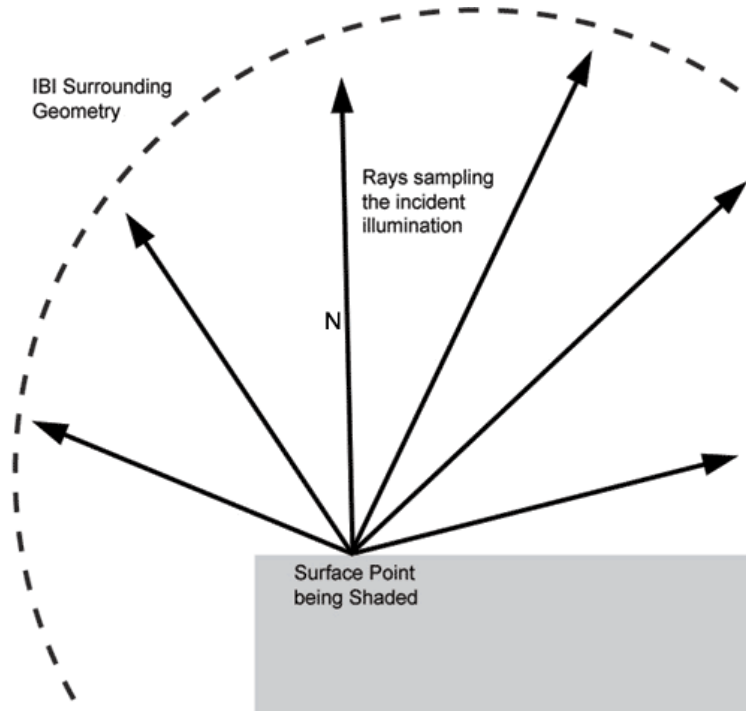 IBI Surrounding
Geometry
Rays sampling
the incident
illumination
N
Surface Point
being Shaded